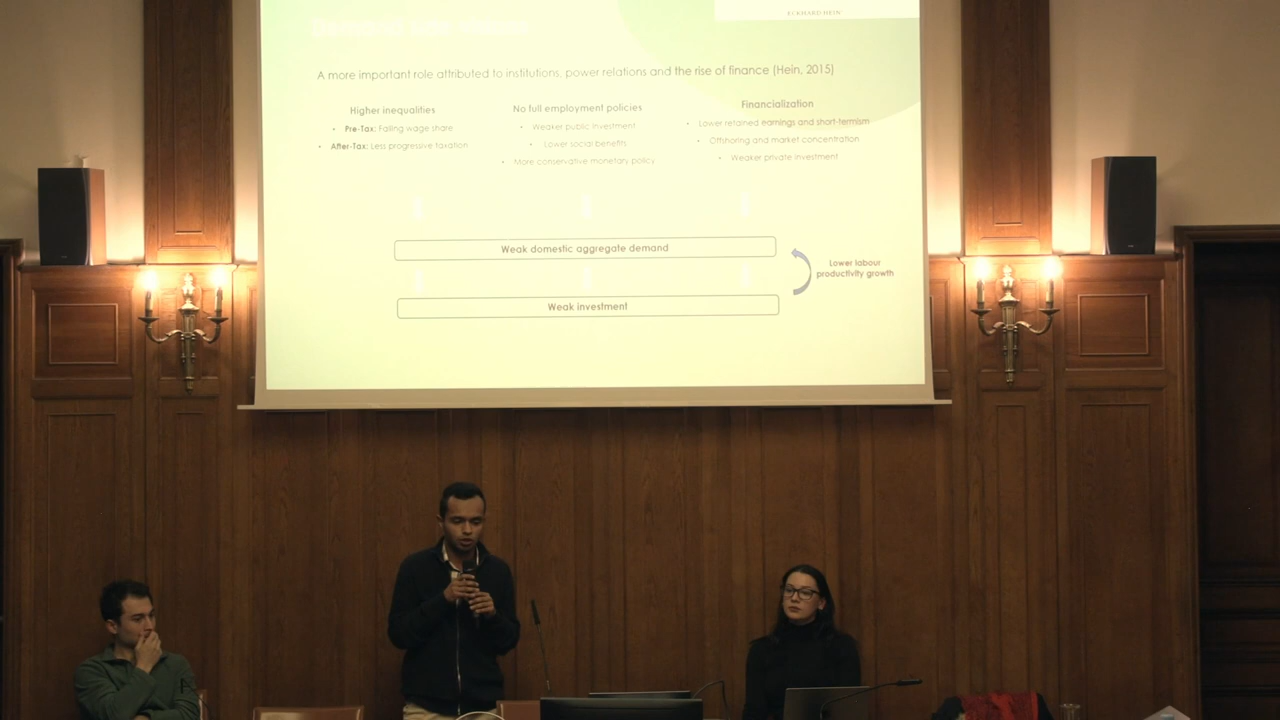 ECKHARD HEIN
A more important role attributed to institutions, power relations and the rise of finance (Hein, 2015)
Higher inequalities
• Pre-Tax: Falling wage share
• After-Tax: Less progressive taxation
No full employment policies
• Weaker public investment
• Lower social benefits
• More conservative monetary policy
Financialization
• Lower retained earnings and short-termism
• Offshoring and market concentration
• Weaker private investment
Weak domestic aggregate demand
Lower labour
productivity growth
Weak investment